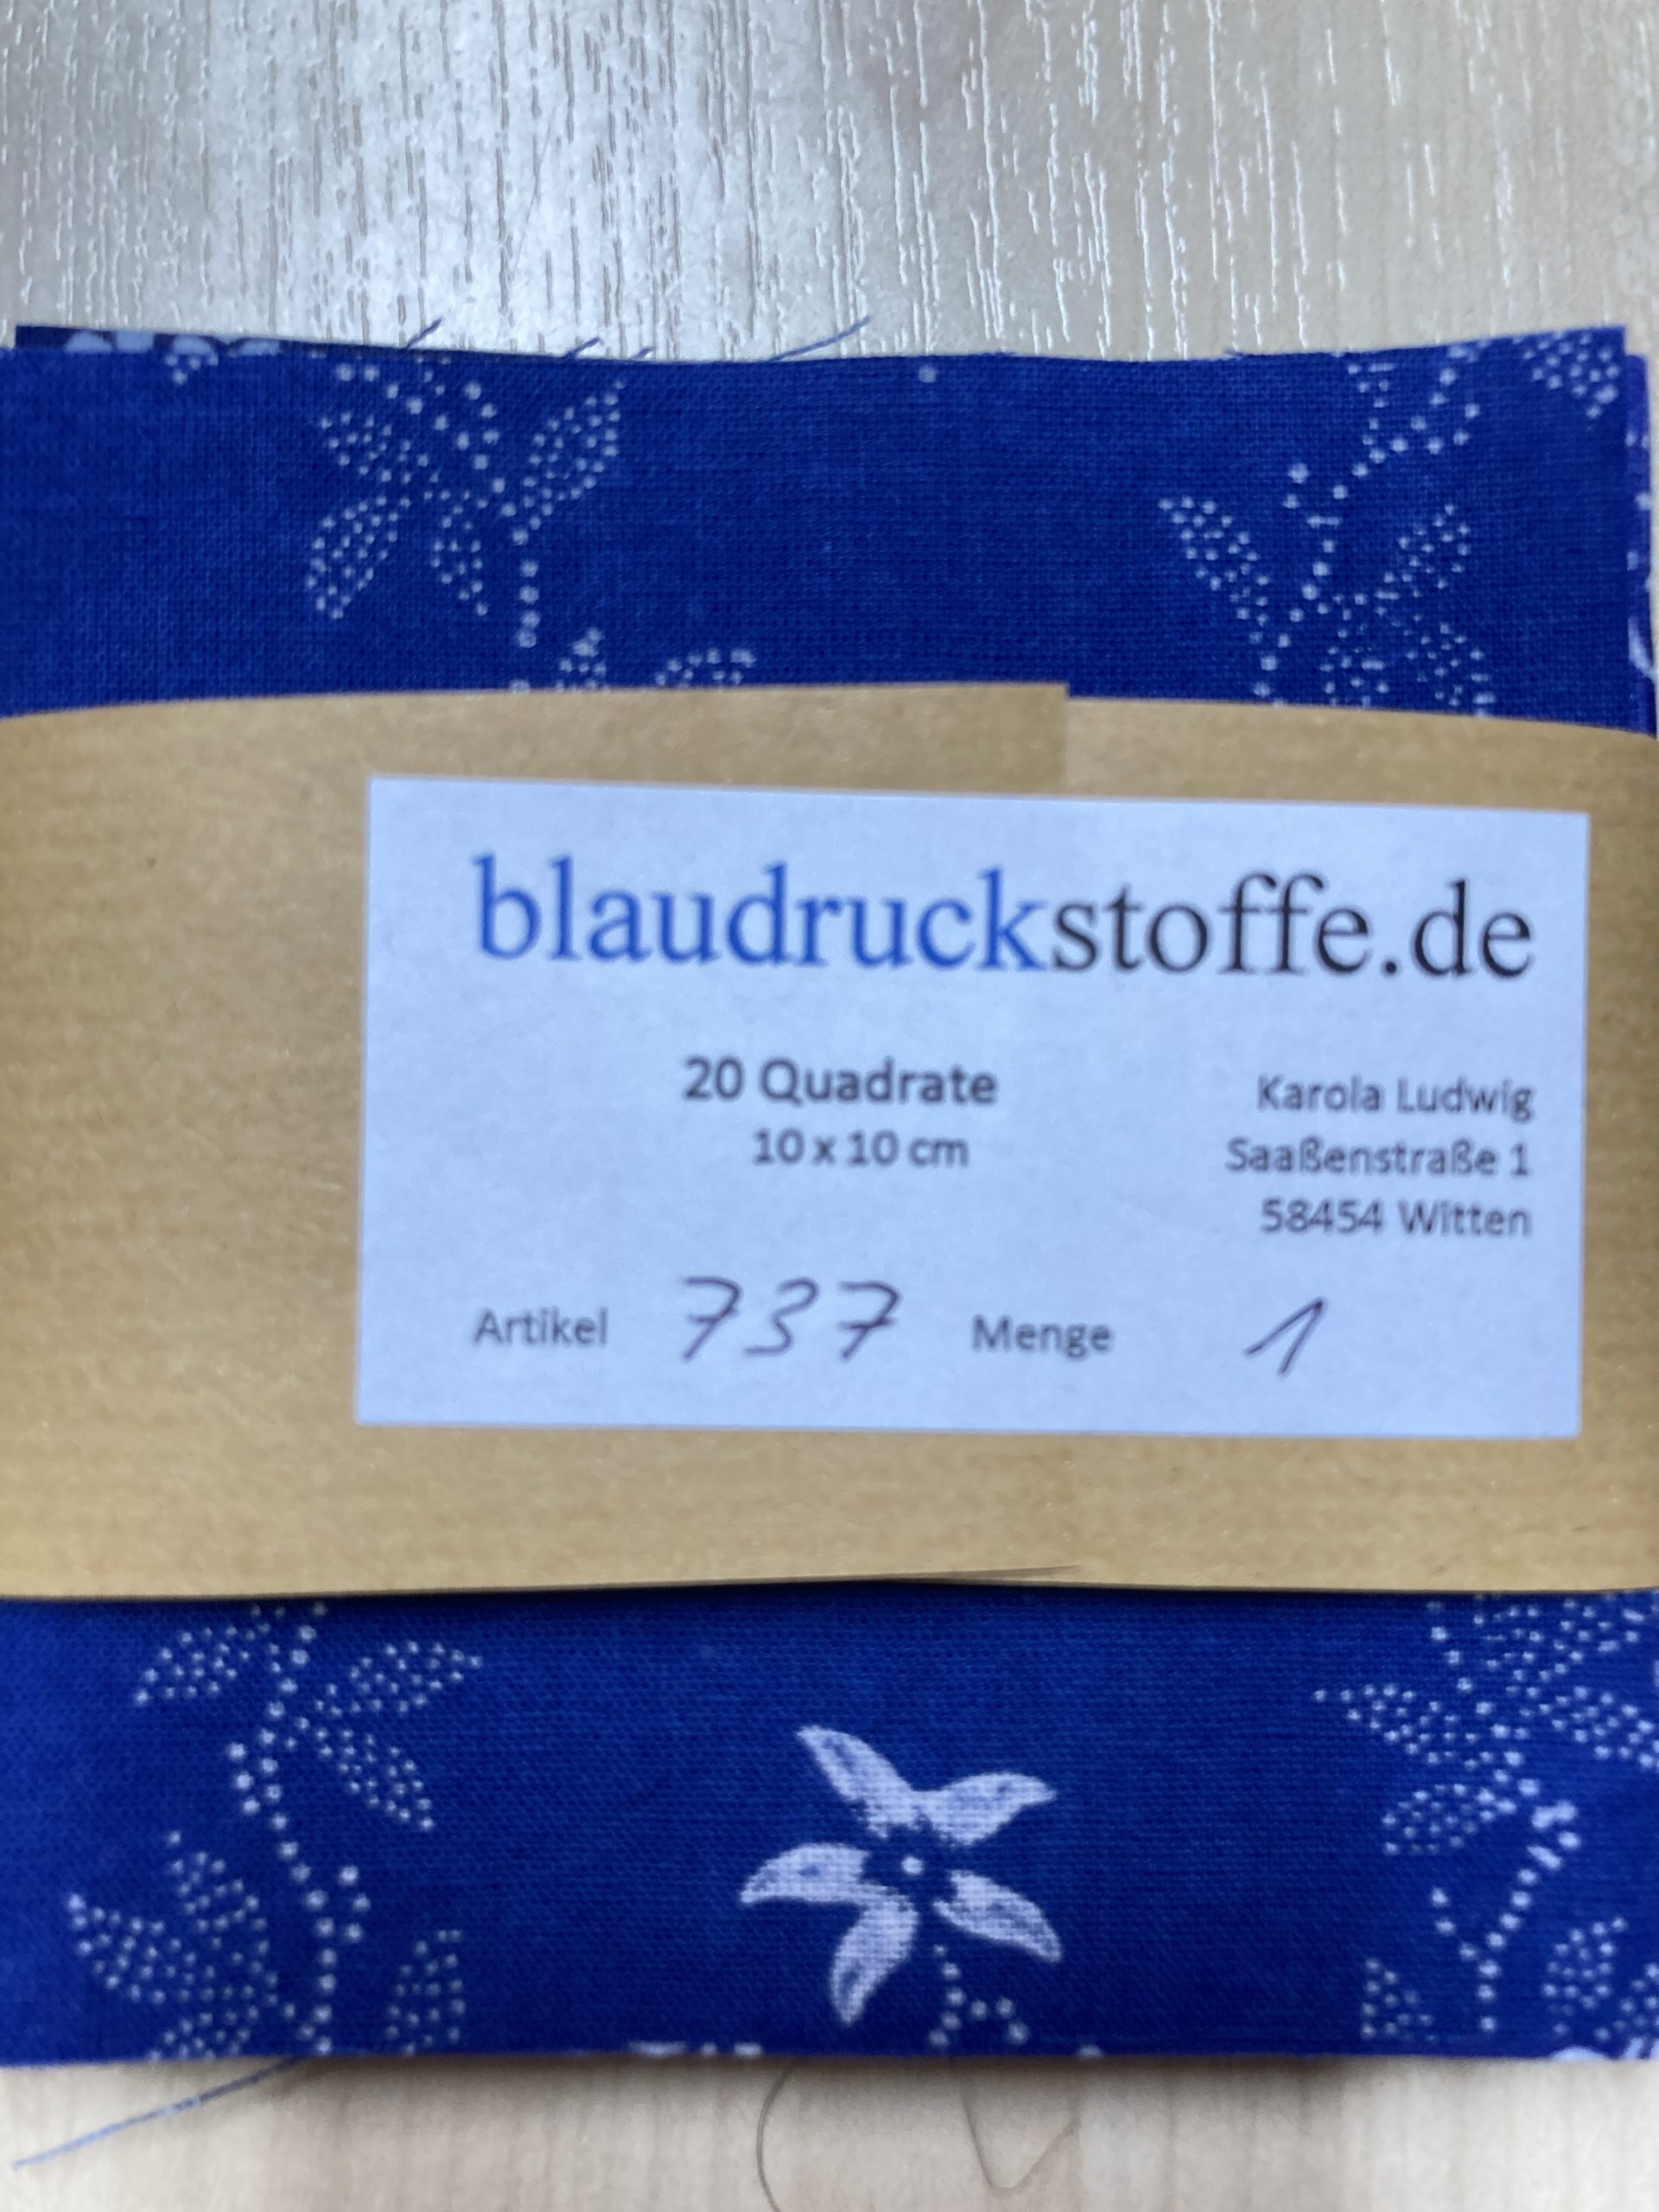 blaudruckstoffe.de
20 Quadrate
10 x 10 cm
Karola Ludwig
Saaßenstraße 1
58454 Witten
Artikel 737 Menge 1